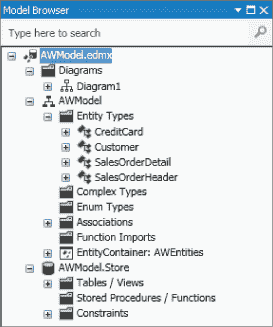 Model Browser
Type here to search
AWModel.edmx
Diagrams
Diagram1
AWModel
Entity Types
CreditCard
Customer
SalesOrderDetail
SalesOrderHeader
Complex Types
Enum Types
Associations
Function Imports
EntityContainer: AWEntities
AWModel.Store
Tables / Views
Stored Procedures / Functions
Constraints